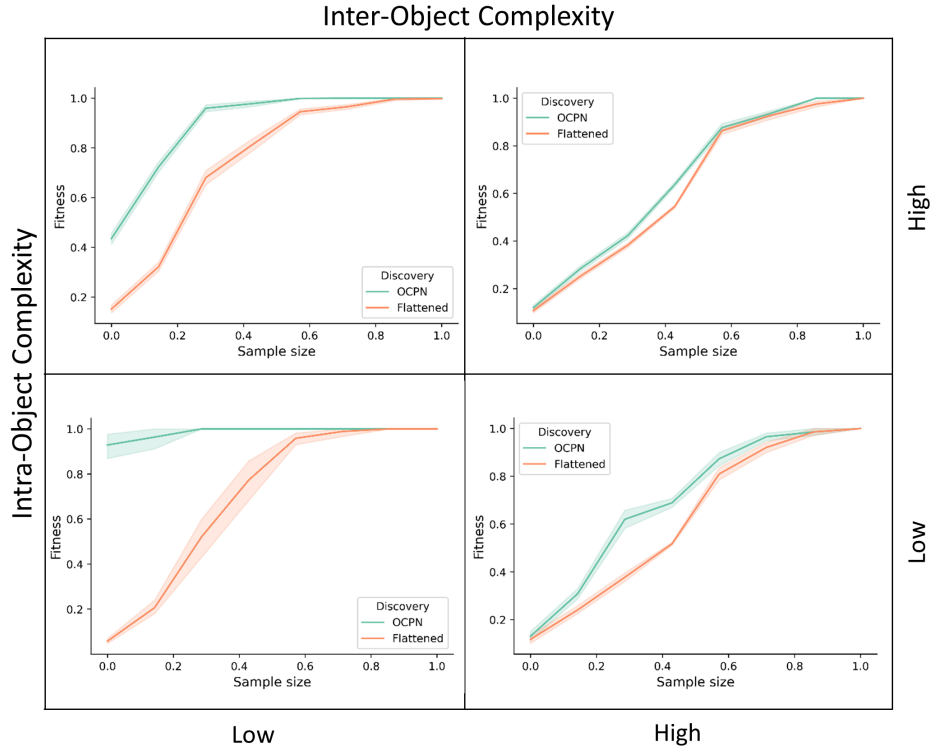 Inter-Object Complexity
Intra-Object Complexity
1.0
0.8
0.6
0.4
0.2
Fitness
0.0 0.2 0.4 0.6 0.8 1.0
Sample size
Discovery
OCPN
Flattened
1.0
0.8
0.6
0.4
0.2
Fitness
0.0 0.2 0.4 0.6 0.8 1.0
Sample size
Discovery
OCPN
Flattened
High
1.0
0.8
0.6
0.4
0.2
Fitness
0.0 0.2 0.4 0.6 0.8 1.0
Sample size
Discovery
OCPN
Flattened
1.0
0.8
0.6
0.4
0.2
Fitness
0.0 0.2 0.4 0.6 0.8 1.0
Sample size
Discovery
OCPN
Flattened
Low
Low
High